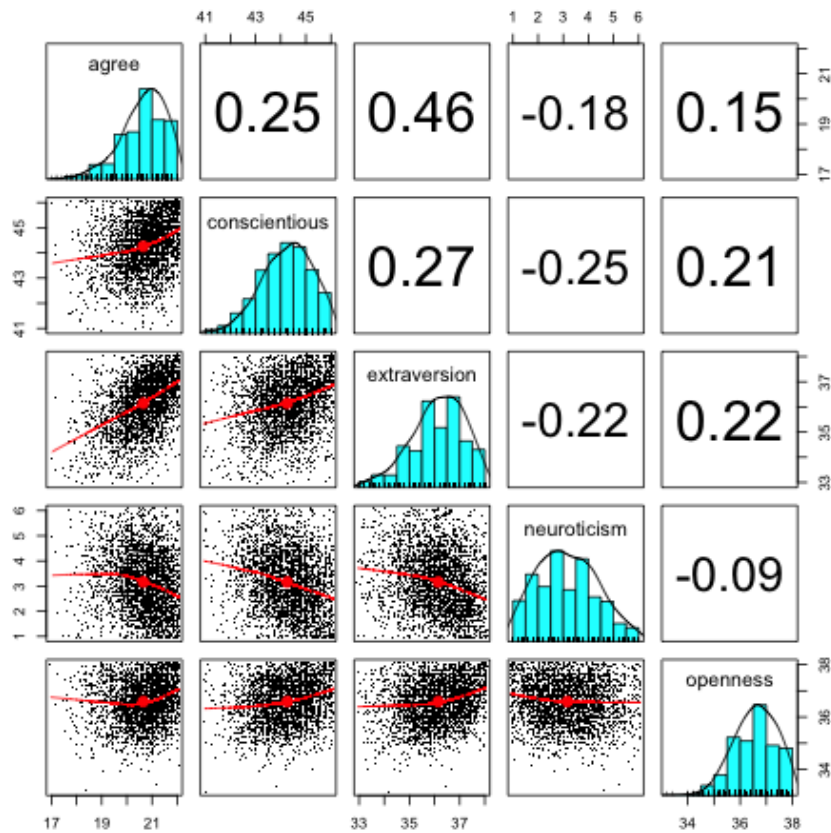 41 43 45 1 2 3 4 5 6
agree 0.25 0.46 -0.18 0.15
17 19 21
conscientious 0.27 -0.25 0.21
41 43 45
extraversion -0.22 0.22
33 35 37
neuroticism -0.09
1 2 3 4 5 6
openness
34 36 38
17 19 21 33 35 37 34 36 38